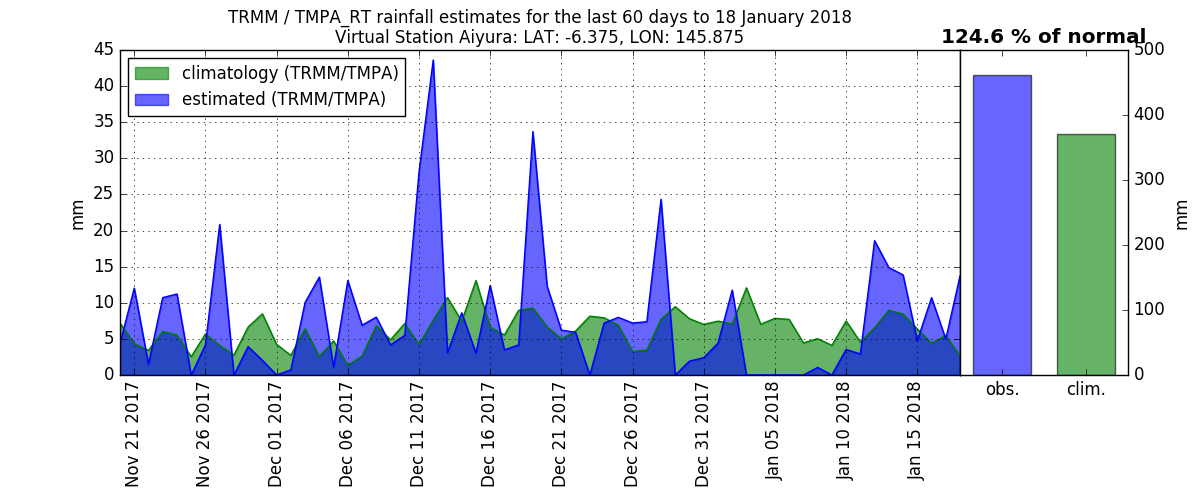 TRMM / TMPA_RT rainfall estimates for the last 60 days to 18 January 2018
Virtual Station Aiyura: LAT: -6.375, LON: 145.875
124.6 % of normal
climatology (TRMM/TMPA)
estimated (TRMM/TMPA)
45
40
35
30
25
20
15
10
5
0
mm
500
400
300
200
100
0
mm
obs.
clim.
Nov 21 2017
Nov 26 2017
Dec 01 2017
Dec 06 2017
Dec 11 2017
Dec 16 2017
Dec 21 2017
Dec 26 2017
Dec 31 2017
Jan 05 2018
Jan 10 2018
Jan 15 2018